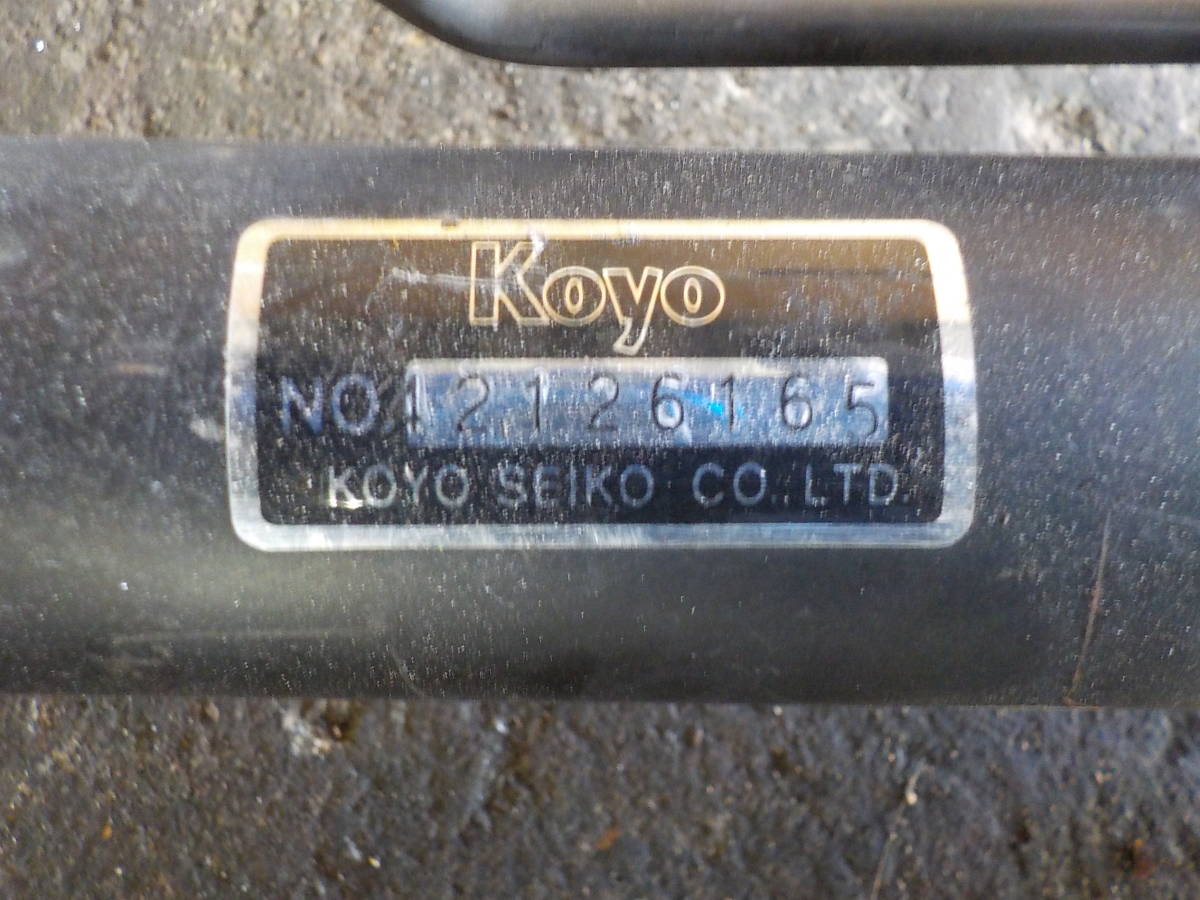 Koyo
NO 12126165
KOYO SEIKO CO. LTD.